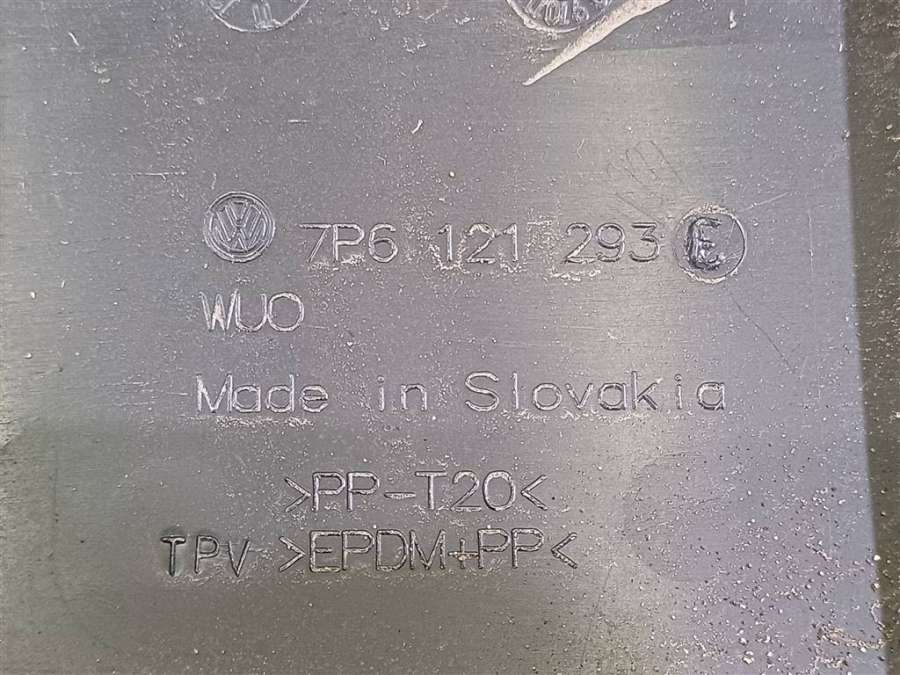 7P6 121 293 E
WUO
Made in Slovakia
>PP-T20<
TPV >EPDM+PP<